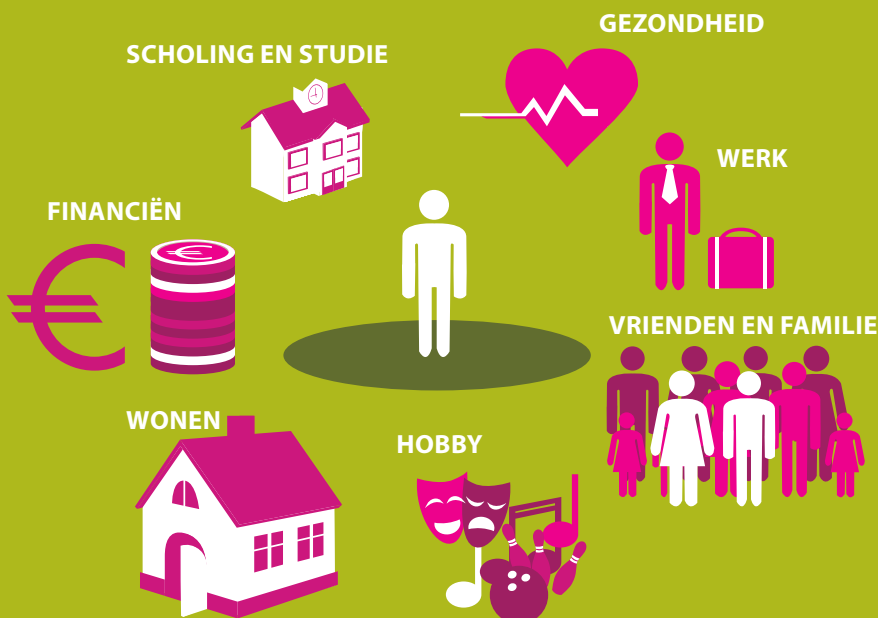 GEZONDHEID
SCHOLING EN STUDIE
WERK
FINANCIËN
€
VRIENDEN EN FAMILIE
WONEN
HOBBY